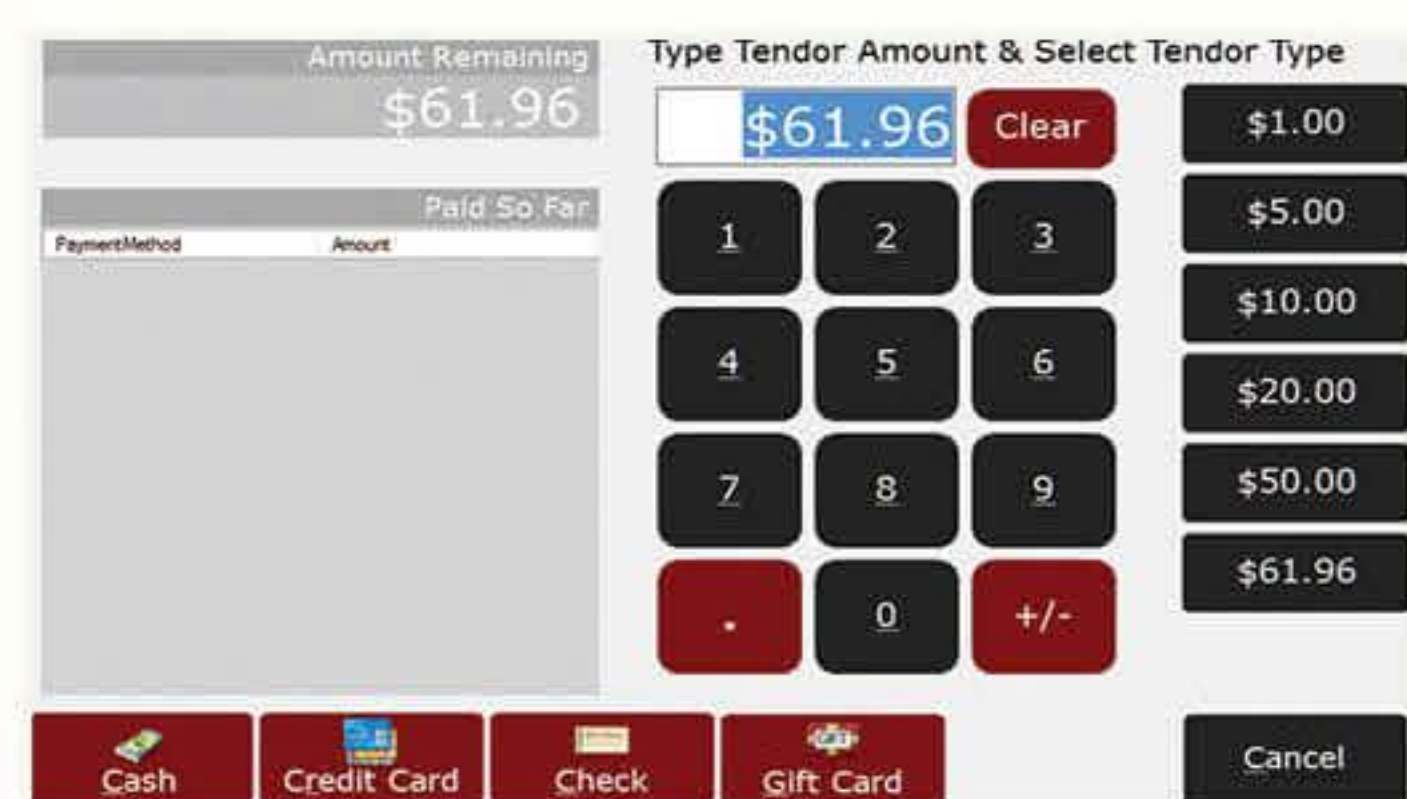 Amount Remaining
$61.96
Paid So Far
PaymentMethod Amount
Type Tendor Amount & Select Tendor Type
$61.96 Clear
1 2 3
4 5 6
7 8 9
. 0 +/-
$1.00
$5.00
$10.00
$20.00
$50.00
$61.96
Cash
Credit Card
Check
GIFT
Gift Card
Cancel